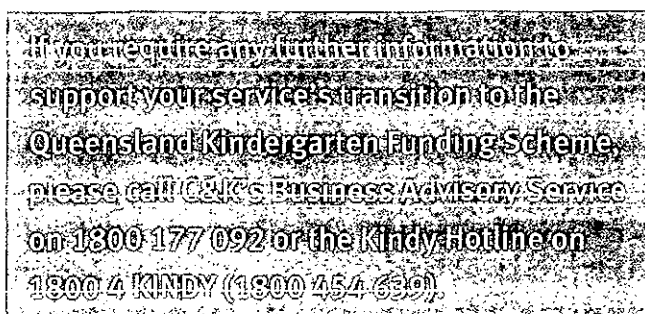 If you require any further information to
support your service's transition to the
Queensland Kindergarten Funding Scheme,
please call C&K's Business Advisory Service
on 1800 177 092 or the Kindy Hotline on
1800 4 KINDY (1800 454 639).